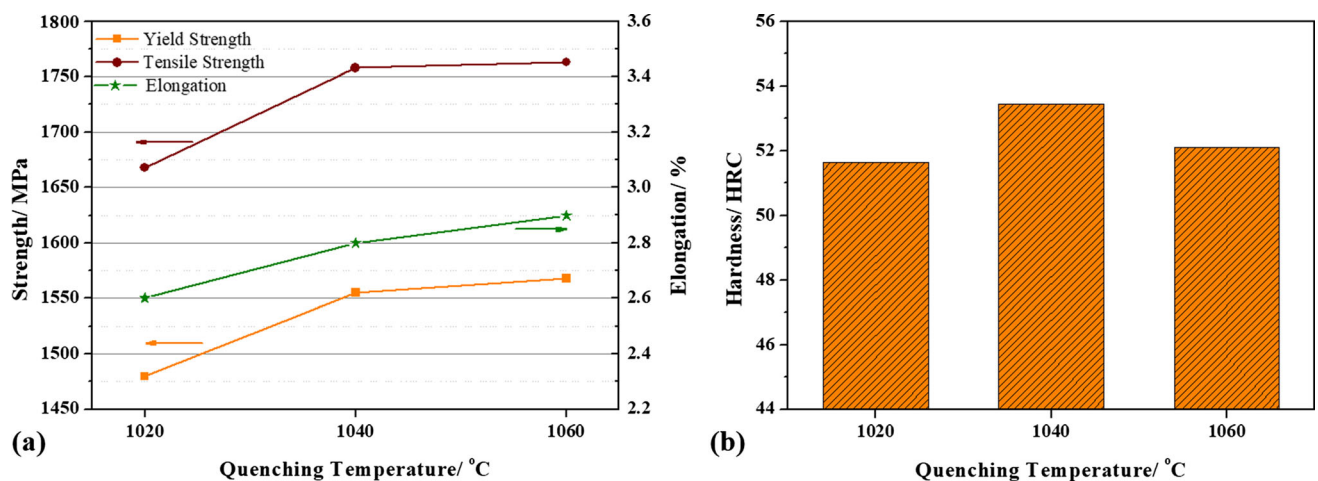 Yield Strength
Tensile Strength
Elongation
1800
1750
1700
1650
1600
1550
1500
1450
Strength/ MPa
3.6
3.4
3.2
3.0
2.8
2.6
2.4
2.2
Elongation/ %
1020 1040 1060
Quenching Temperature/ °C
(a)
56
54
52
50
48
46
44
Hardness/ HRC
1020 1040 1060
Quenching Temperature/ °C
(b)